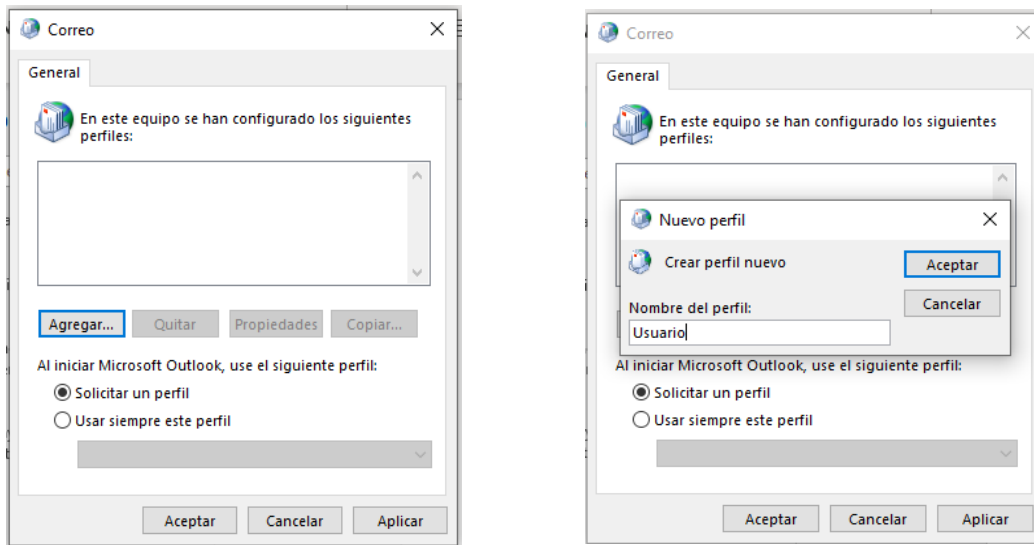 Correo
General
En este equipo se han configurado los siguientes
perfiles:
Agregar... Quitar Propiedades Copiar...
Al iniciar Microsoft Outlook, use el siguiente perfil:
Solicitar un perfil
Usar siempre este perfil
Aceptar Cancelar Aplicar
Correo
General
En este equipo se han configurado los siguientes
perfiles:
Nuevo perfil
Crear perfil nuevo
Aceptar
Cancelar
Nombre del perfil:
Usuario
Al iniciar Microsoft Outlook, use el siguiente perfil:
Solicitar un perfil
Usar siempre este perfil
Aceptar Cancelar Aplicar